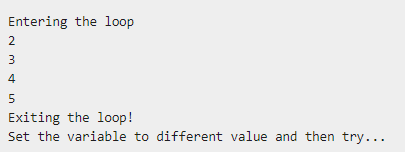 Entering the loop
2
3
4
5
Exiting the loop!
Set the variable to different value and then try...